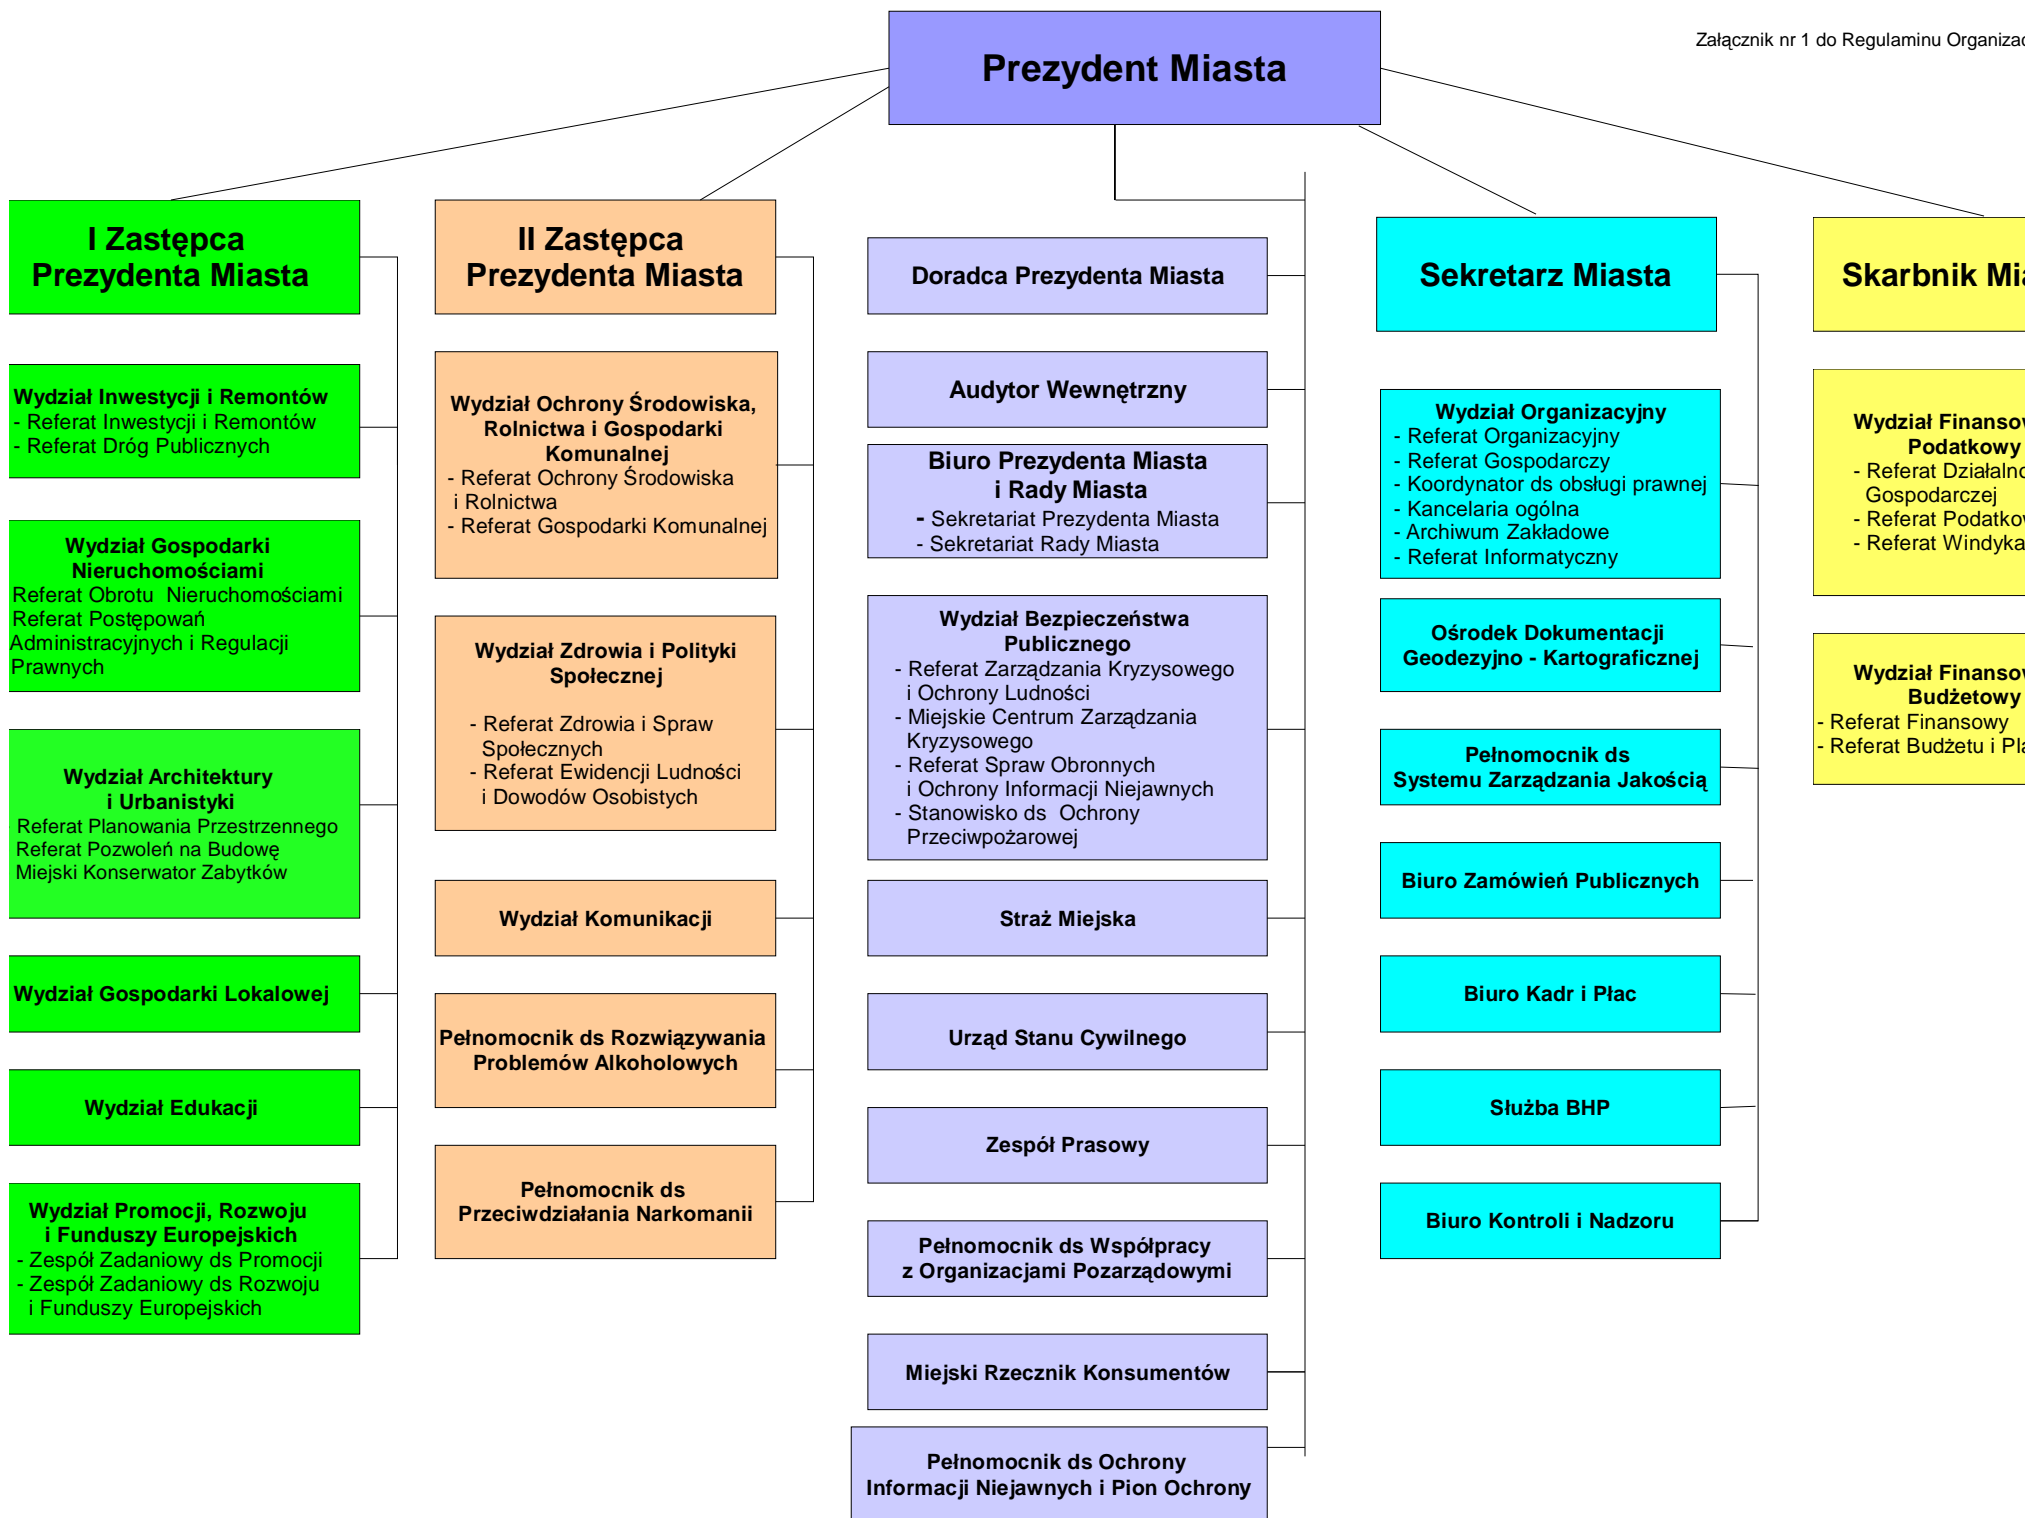 Załącznik nr 1 do Regulaminu
Prezydent Miasta
I Zastępca
Prezydenta Miasta
Wydział Inwestycji i Remontów
- Referat Inwestycji i Remontów
- Referat Dróg Publicznych
Wydział Gospodarki
Nieruchomościami
Referat Obrotu Nieruchomościami
Referat Postępowań
Administracyjnych i Regulacji
Prawnych
Wydział Architektury
i Urbanistyki
Referat Planowania Przestrzennego
Referat Pozwoleń na Budowę
Miejski Konserwator Zabytków
Wydział Gospodarki Lokalowej
Wydział Edukacji
Wydział Promocji, Rozwoju
i Funduszy Europejskich
- Zespół Zadaniowy ds Promocji
- Zespół Zadaniowy ds Rozwoju
i Funduszy Europejskich
II Zastępca
Prezydenta Miasta
Wydział Ochrony Środowiska,
Rolnictwa i Gospodarki
Komunalnej
- Referat Ochrony Środowiska
i Rolnictwa
- Referat Gospodarki Komunalnej
Wydział Zdrowia i Polityki
Społecznej
- Referat Zdrowia i Spraw
Społecznych
- Referat Ewidencji Ludności
i Dowodów Osobistych
Wydział Komunikacji
Pełnomocnik ds Rozwiązywania
Problemów Alkoholowych
Pełnomocnik ds
Przeciwdziałania Narkomanii
Doradca Prezydenta Miasta
Audytor Wewnętrzny
Biuro Prezydenta Miasta
i Rady Miasta
- Sekretariat Prezydenta Miasta
- Sekretariat Rady Miasta
Wydział Bezpieczeństwa
Publicznego
- Referat Zarządzania Kryzysowego
i Ochrony Ludności
- Miejskie Centrum Zarządzania
Kryzysowego
- Referat Spraw Obronnych
i Ochrony Informacji Niejawnych
- Stanowisko ds Ochrony
Przeciwpożarowej
Straż Miejska
Urząd Stanu Cywilnego
Zespół Prasowy
Pełnomocnik ds Współpracy
z Organizacjami Pozarządowymi
Miejski Rzecznik Konsumentów
Pełnomocnik ds Ochrony
Informacji Niejawnych i Pion Ochrony
Sekretarz Miasta
Wydział Organizacyjny
- Referat Organizacyjny
- Referat Gospodarczy
- Koordynator ds obsługi prawnej
- Kancelaria ogólna
- Archiwum Zakładowe
- Referat Informatyczny
Ośrodek Dokumentacji
Geodezyjno - Kartograficznej
Pełnomocnik ds
Systemu Zarządzania Jakością
Biuro Zamówień Publicznych
Biuro Kadr i Płac
Służba BHP
Biuro Kontroli i Nadzoru
Skarbnik
Wydział
Podatkowy
- Referat
Gospodarczej
- Referat
- Referat
Wydział
Budżetowy
- Referat Finansowy
- Referat Budżetu i